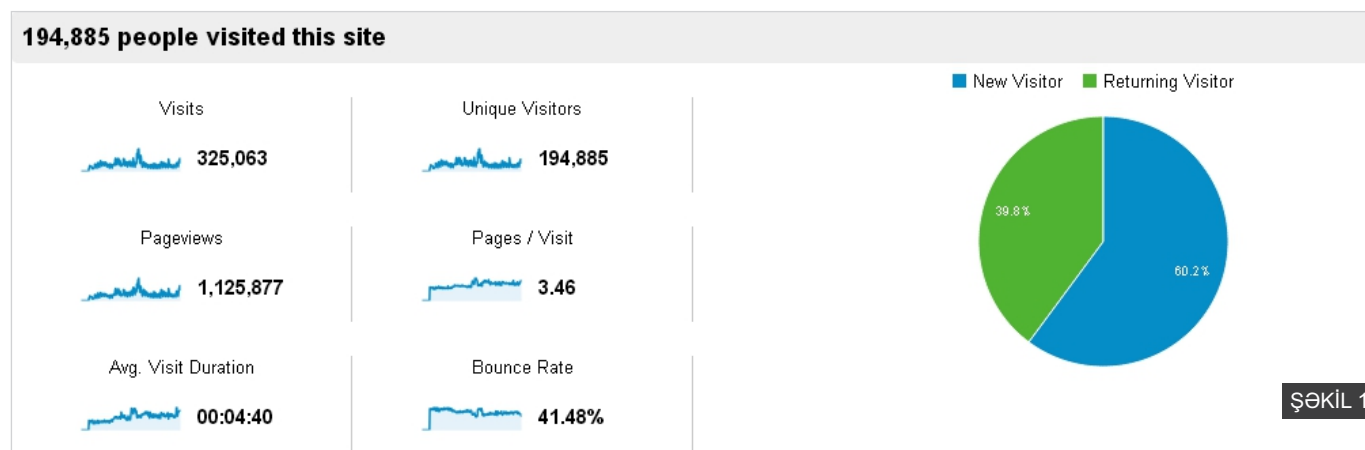 194,885 people visited this site
New Visitor Returning Visitor
Visits
325,063
Unique Visitors
194,885
Pageviews
1,125,877
Pages / Visit
3.46
Avg. Visit Duration
00:04:40
Bounce Rate
41.48%
39.8%
60.2%
ŞƏKİL 1